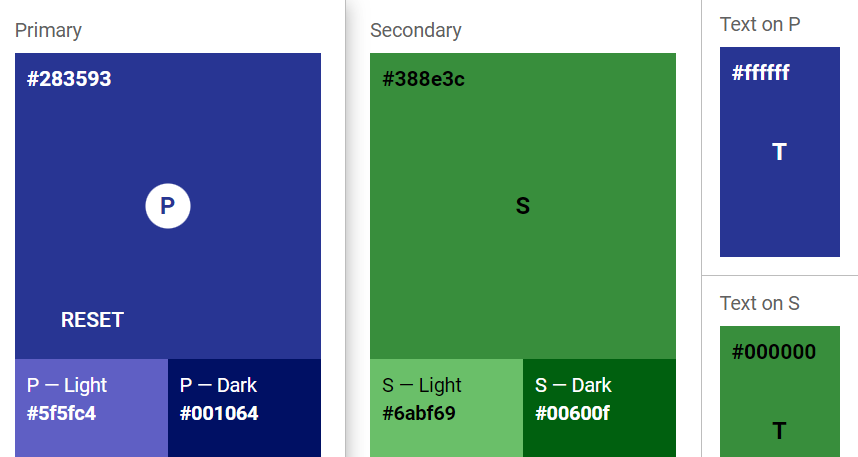 Primary
#283593
P
RESET
P — Light
#5f5fc4
P — Dark
#001064
Secondary
#388e3c
S
S — Light
#6abf69
S — Dark
#00600f
Text on P
#ffffff
T
Text on S
#000000
T